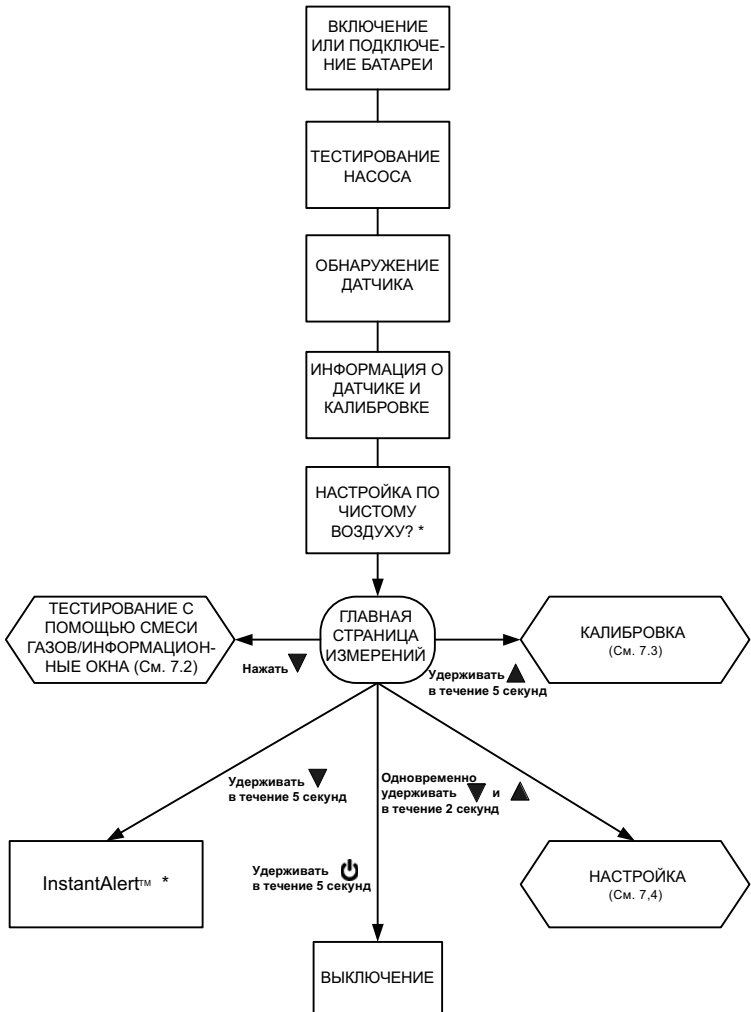 ВКЛЮЧЕНИЕ
ИЛИ ПОДКЛЮЧЕ-
НИЕ БАТАРЕИ
ТЕСТИРОВАНИЕ
НАСОСА
ОБНАРУЖЕНИЕ
ДАТЧИКА
ИНФОРМАЦИЯ О
ДАТЧИКЕ И
КАЛИБРОВКЕ
НАСТРОЙКА ПО
ЧИСТОМУ
ВОЗДУХУ? *
ТЕСТИРОВАНИЕ С
ПОМОЩЬЮ СМЕСИ
ГАЗОВ/ИНФОРМАЦИОН-
НЫЕ ОКНА (См. 7.2)
Нажать ▼
ГЛАВНАЯ
СТРАНИЦА
ИЗМЕРЕНИЙ
Удерживать ▲
в течение 5 секунд
КАЛИБРОВКА
(См. 7.3)
Удерживать ▼
в течение 5 секунд
Одновременно
удерживать ▼ и ▲
в течение 2 секунд
InstantAlert™ *
Удерживать ⏻
в течение 5 секунд
НАСТРОЙКА
(См. 7,4)
ВЫКЛЮЧЕНИЕ